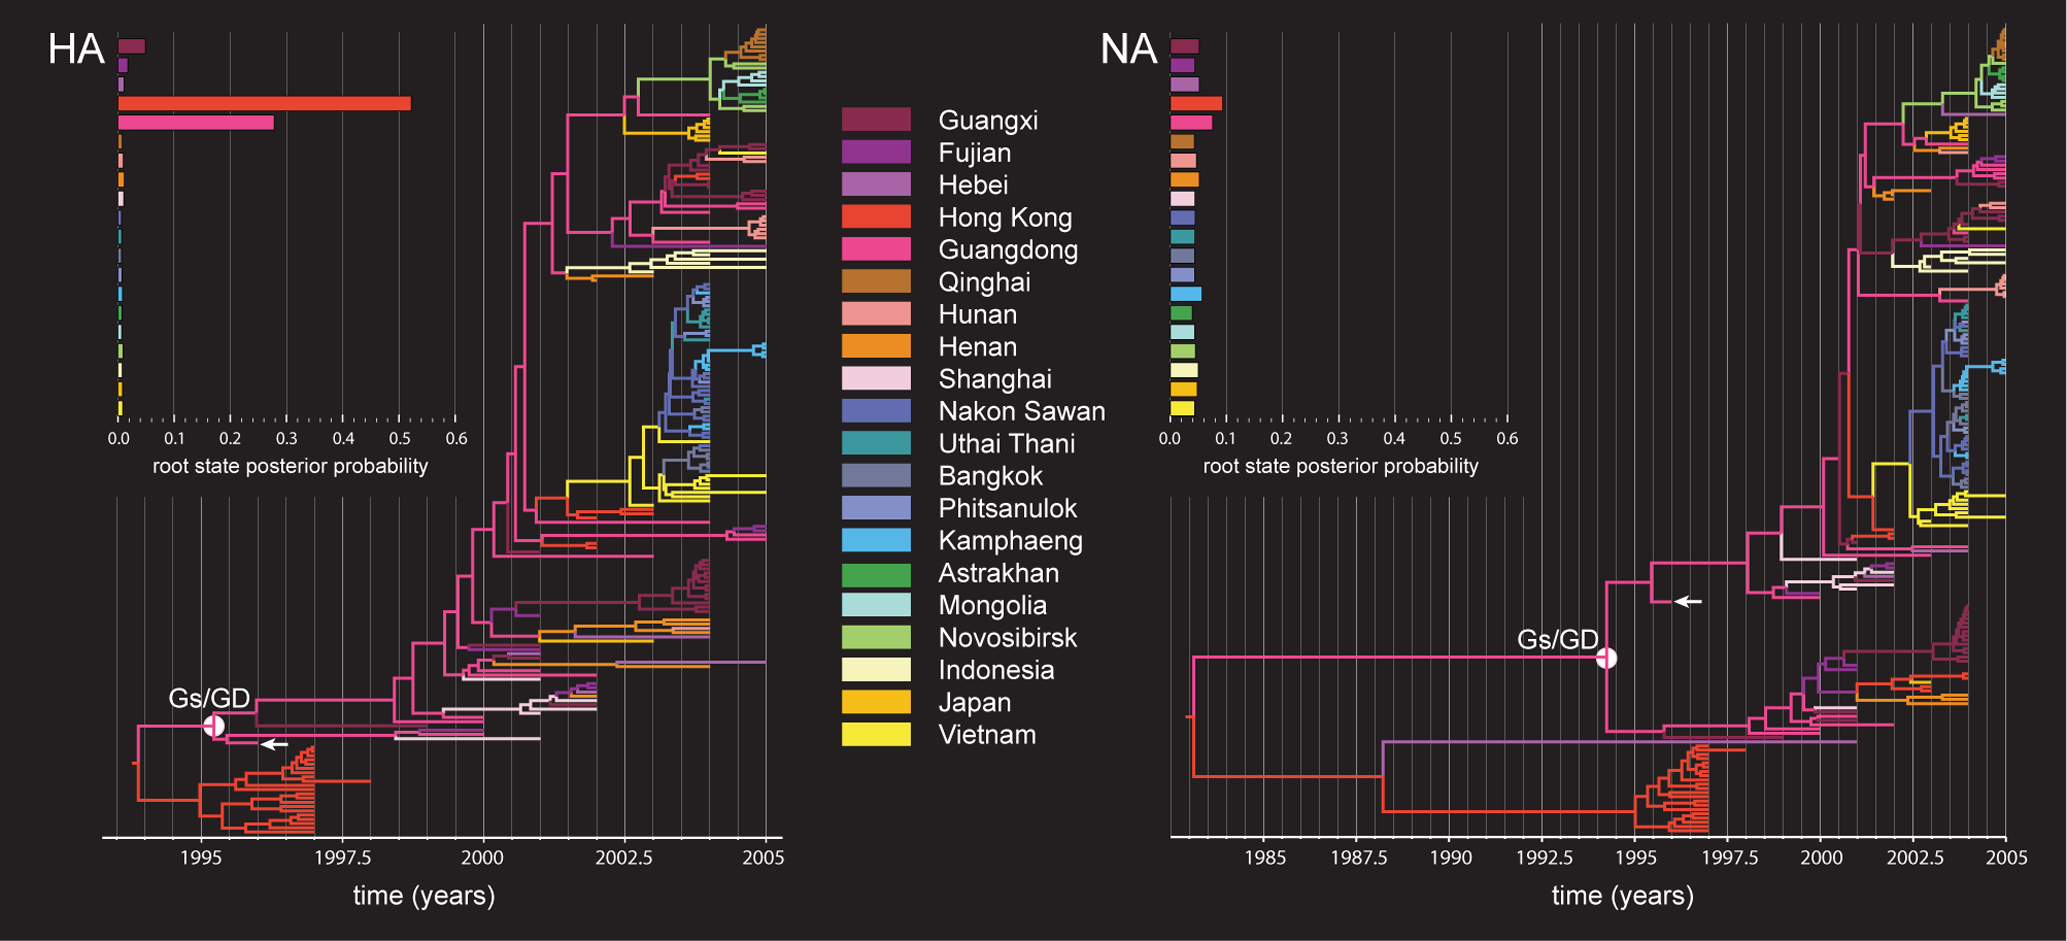 HA
0.0 0.1 0.2 0.3 0.4 0.5 0.6
root state posterior probability
Gs/GD
1995 1997.5 2000 2002.5 2005
time (years)
Guangxi
Fujian
Hebei
Hong Kong
Guangdong
Qinghai
Hunan
Henan
Shanghai
Nakon Sawan
Uthai Thani
Bangkok
Phitsanulok
Kamphaeng
Astrakhan
Mongolia
Novosibirsk
Indonesia
Japan
Vietnam
NA
0.0 0.1 0.2 0.3 0.4 0.5 0.6
root state posterior probability
Gs/GD
1985 1987.5 1990 1992.5 1995 1997.5 2000 2002.5 2005
time (years)